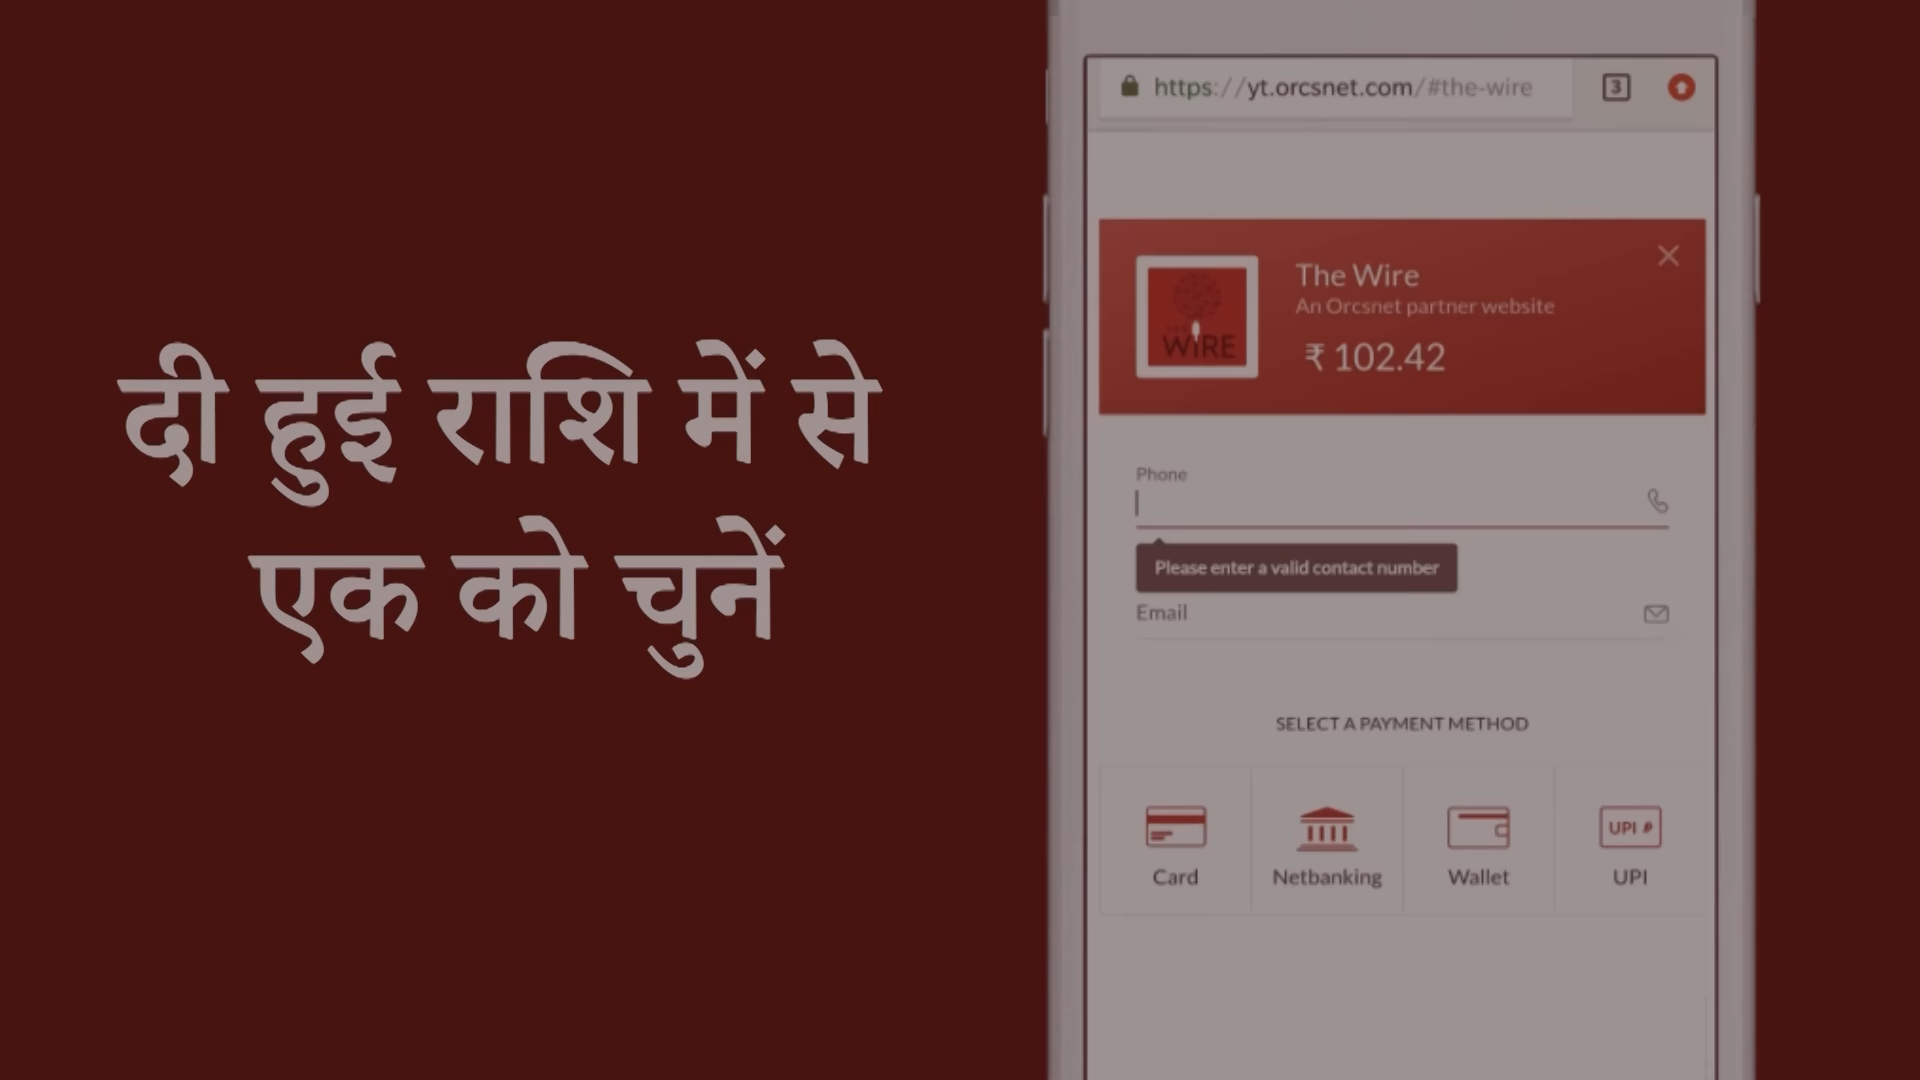 दी हुई राशि में से
एक को चुनें
https://yt.orcsnet.com/#the-wire
3
The Wire
An Orcsnet partner website
₹ 102.42
WIRE
Phone
Please enter a valid contact number
Email
SELECT A PAYMENT METHOD
UPI
Card
Netbanking
Wallet
UPI